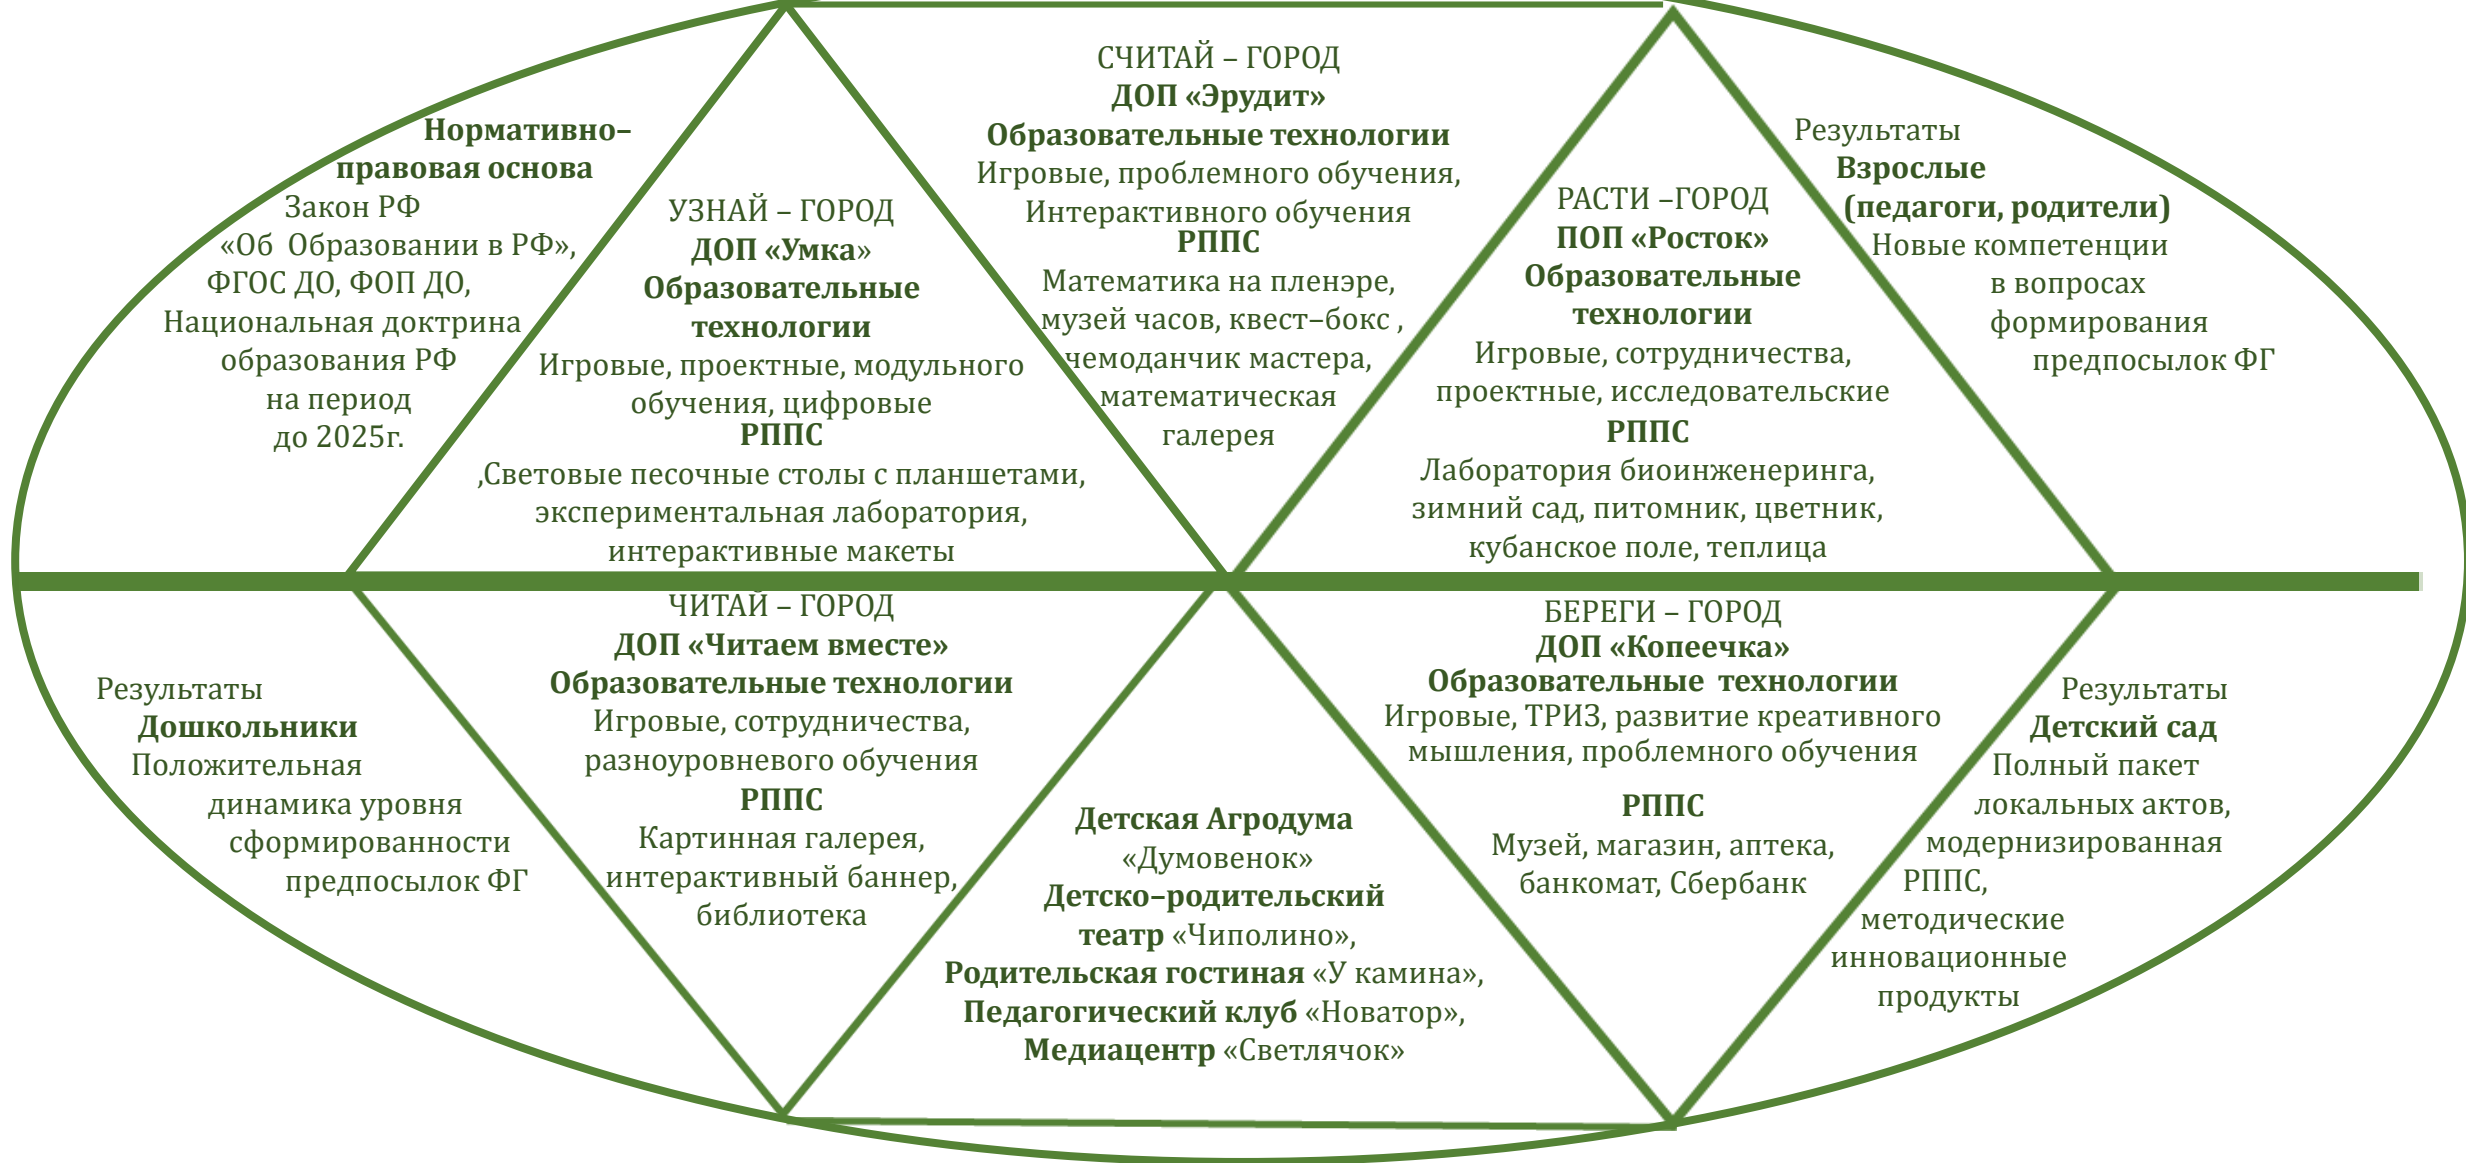 Нормативно–
правовая основа
Закон РФ
«Об Образовании в РФ»,
ФГОС ДО, ФОП ДО,
Национальная доктрина
образования РФ
на период
до 2025г.
УЗНАЙ – ГОРОД
ДОП «Умка»
Образовательные
технологии
Игровые, проектные, модульного
обучения, цифровые
РППС
,Световые песочные столы с планшетами,
экспериментальная лаборатория,
интерактивные макеты
СЧИТАЙ – ГОРОД
ДОП «Эрудит»
Образовательные технологии
Игровые, проблемного обучения,
Интерактивного обучения
РППС
Математика на пленэре,
музей часов, квест–бокс ,
чемоданчик мастера,
математическая
галерея
РАСТИ –ГОРОД
ПОП «Росток»
Образовательные
технологии
Игровые, сотрудничества,
проектные, исследовательские
РППС
Лаборатория биоинженеринга,
зимний сад, питомник, цветник,
кубанское поле, теплица
Результаты
Взрослые
(педагоги, родители)
Новые компетенции
в вопросах
формирования
предпосылок ФГ
Результаты
Дошкольники
Положительная
динамика уровня
сформированности
предпосылок ФГ
ЧИТАЙ – ГОРОД
ДОП «Читаем вместе»
Образовательные технологии
Игровые, сотрудничества,
разноуровневого обучения
РППС
Картинная галерея,
интерактивный баннер,
библиотека
Детская Агродума
«Думовенок»
Детско–родительский
театр «Чиполино»,
Родительская гостиная «У камина»,
Педагогический клуб «Новатор»,
Медиацентр «Светлячок»
БЕРЕГИ – ГОРОД
ДОП «Копеечка»
Образовательные технологии
Игровые, ТРИЗ, развитие креативного
мышления, проблемного обучения
РППС
Музей, магазин, аптека,
банкомат, Сбербанк
Результаты
Детский сад
Полный пакет
локальных актов,
модернизированная
РППС,
методические
инновационные
продукты